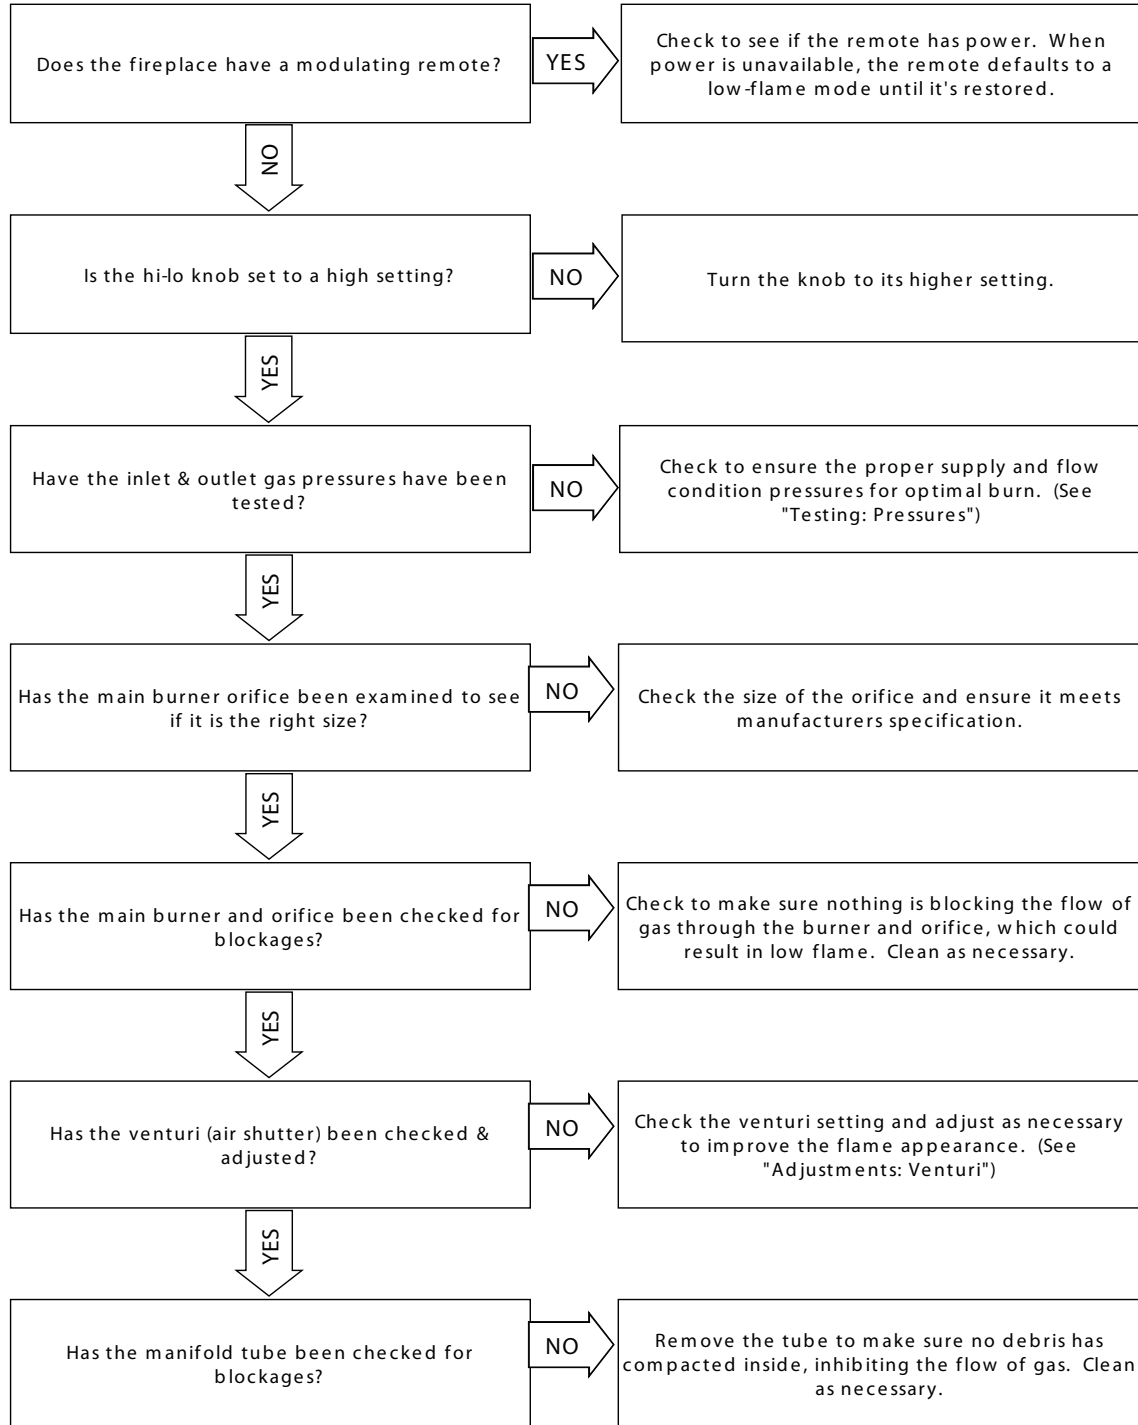 Does the fireplace have a modulating remote?
YES
Check to see if the remote has power.  When
power is unavailable, the remote defaults to a
low-flame mode until it's restored.
NO
Is the hi-lo knob set to a high setting?
NO
Turn the knob to its higher setting.
YES
Have the inlet & outlet gas pressures have been
tested?
NO
Check to ensure the proper supply and flow
condition pressures for optimal burn.  (See
"Testing: Pressures")
YES
Has the main burner orifice been examined to see
if it is the right size?
NO
Check the size of the orifice and ensure it meets
manufacturers specification.
YES
Has the main burner and orifice been checked for
blockages?
NO
Check to make sure nothing is blocking the flow of
gas through the burner and orifice, which could
result in low flame.  Clean as necessary.
YES
Has the venturi (air shutter) been checked &
adjusted?
NO
Check the venturi setting and adjust as necessary
to improve the flame appearance.  (See
"Adjustments: Venturi")
YES
Has the manifold tube been checked for
blockages?
NO
Remove the tube to make sure no debris has
compacted inside, inhibiting the flow of gas.  Clean
as necessary.